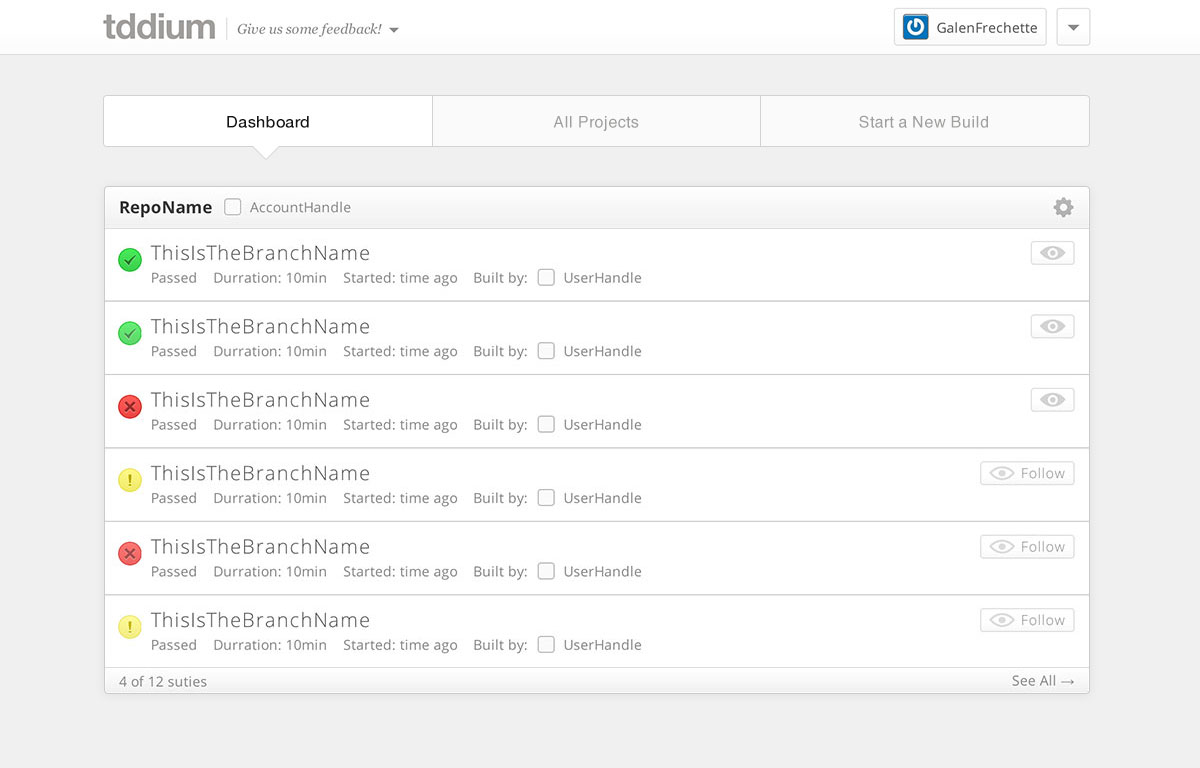 tddium Give us some feedback! GalenFrechette
Dashboard All Projects Start a New Build
RepoName AccountHandle
ThisIsTheBranchName
Passed Durration: 10min Started: time ago Built by: UserHandle
ThisIsTheBranchName
Passed Durration: 10min Started: time ago Built by: UserHandle
ThisIsTheBranchName
Passed Durration: 10min Started: time ago Built by: UserHandle
ThisIsTheBranchName Follow
Passed Durration: 10min Started: time ago Built by: UserHandle
ThisIsTheBranchName Follow
Passed Durration: 10min Started: time ago Built by: UserHandle
ThisIsTheBranchName Follow
Passed Durration: 10min Started: time ago Built by: UserHandle
4 of 12 suties See All →